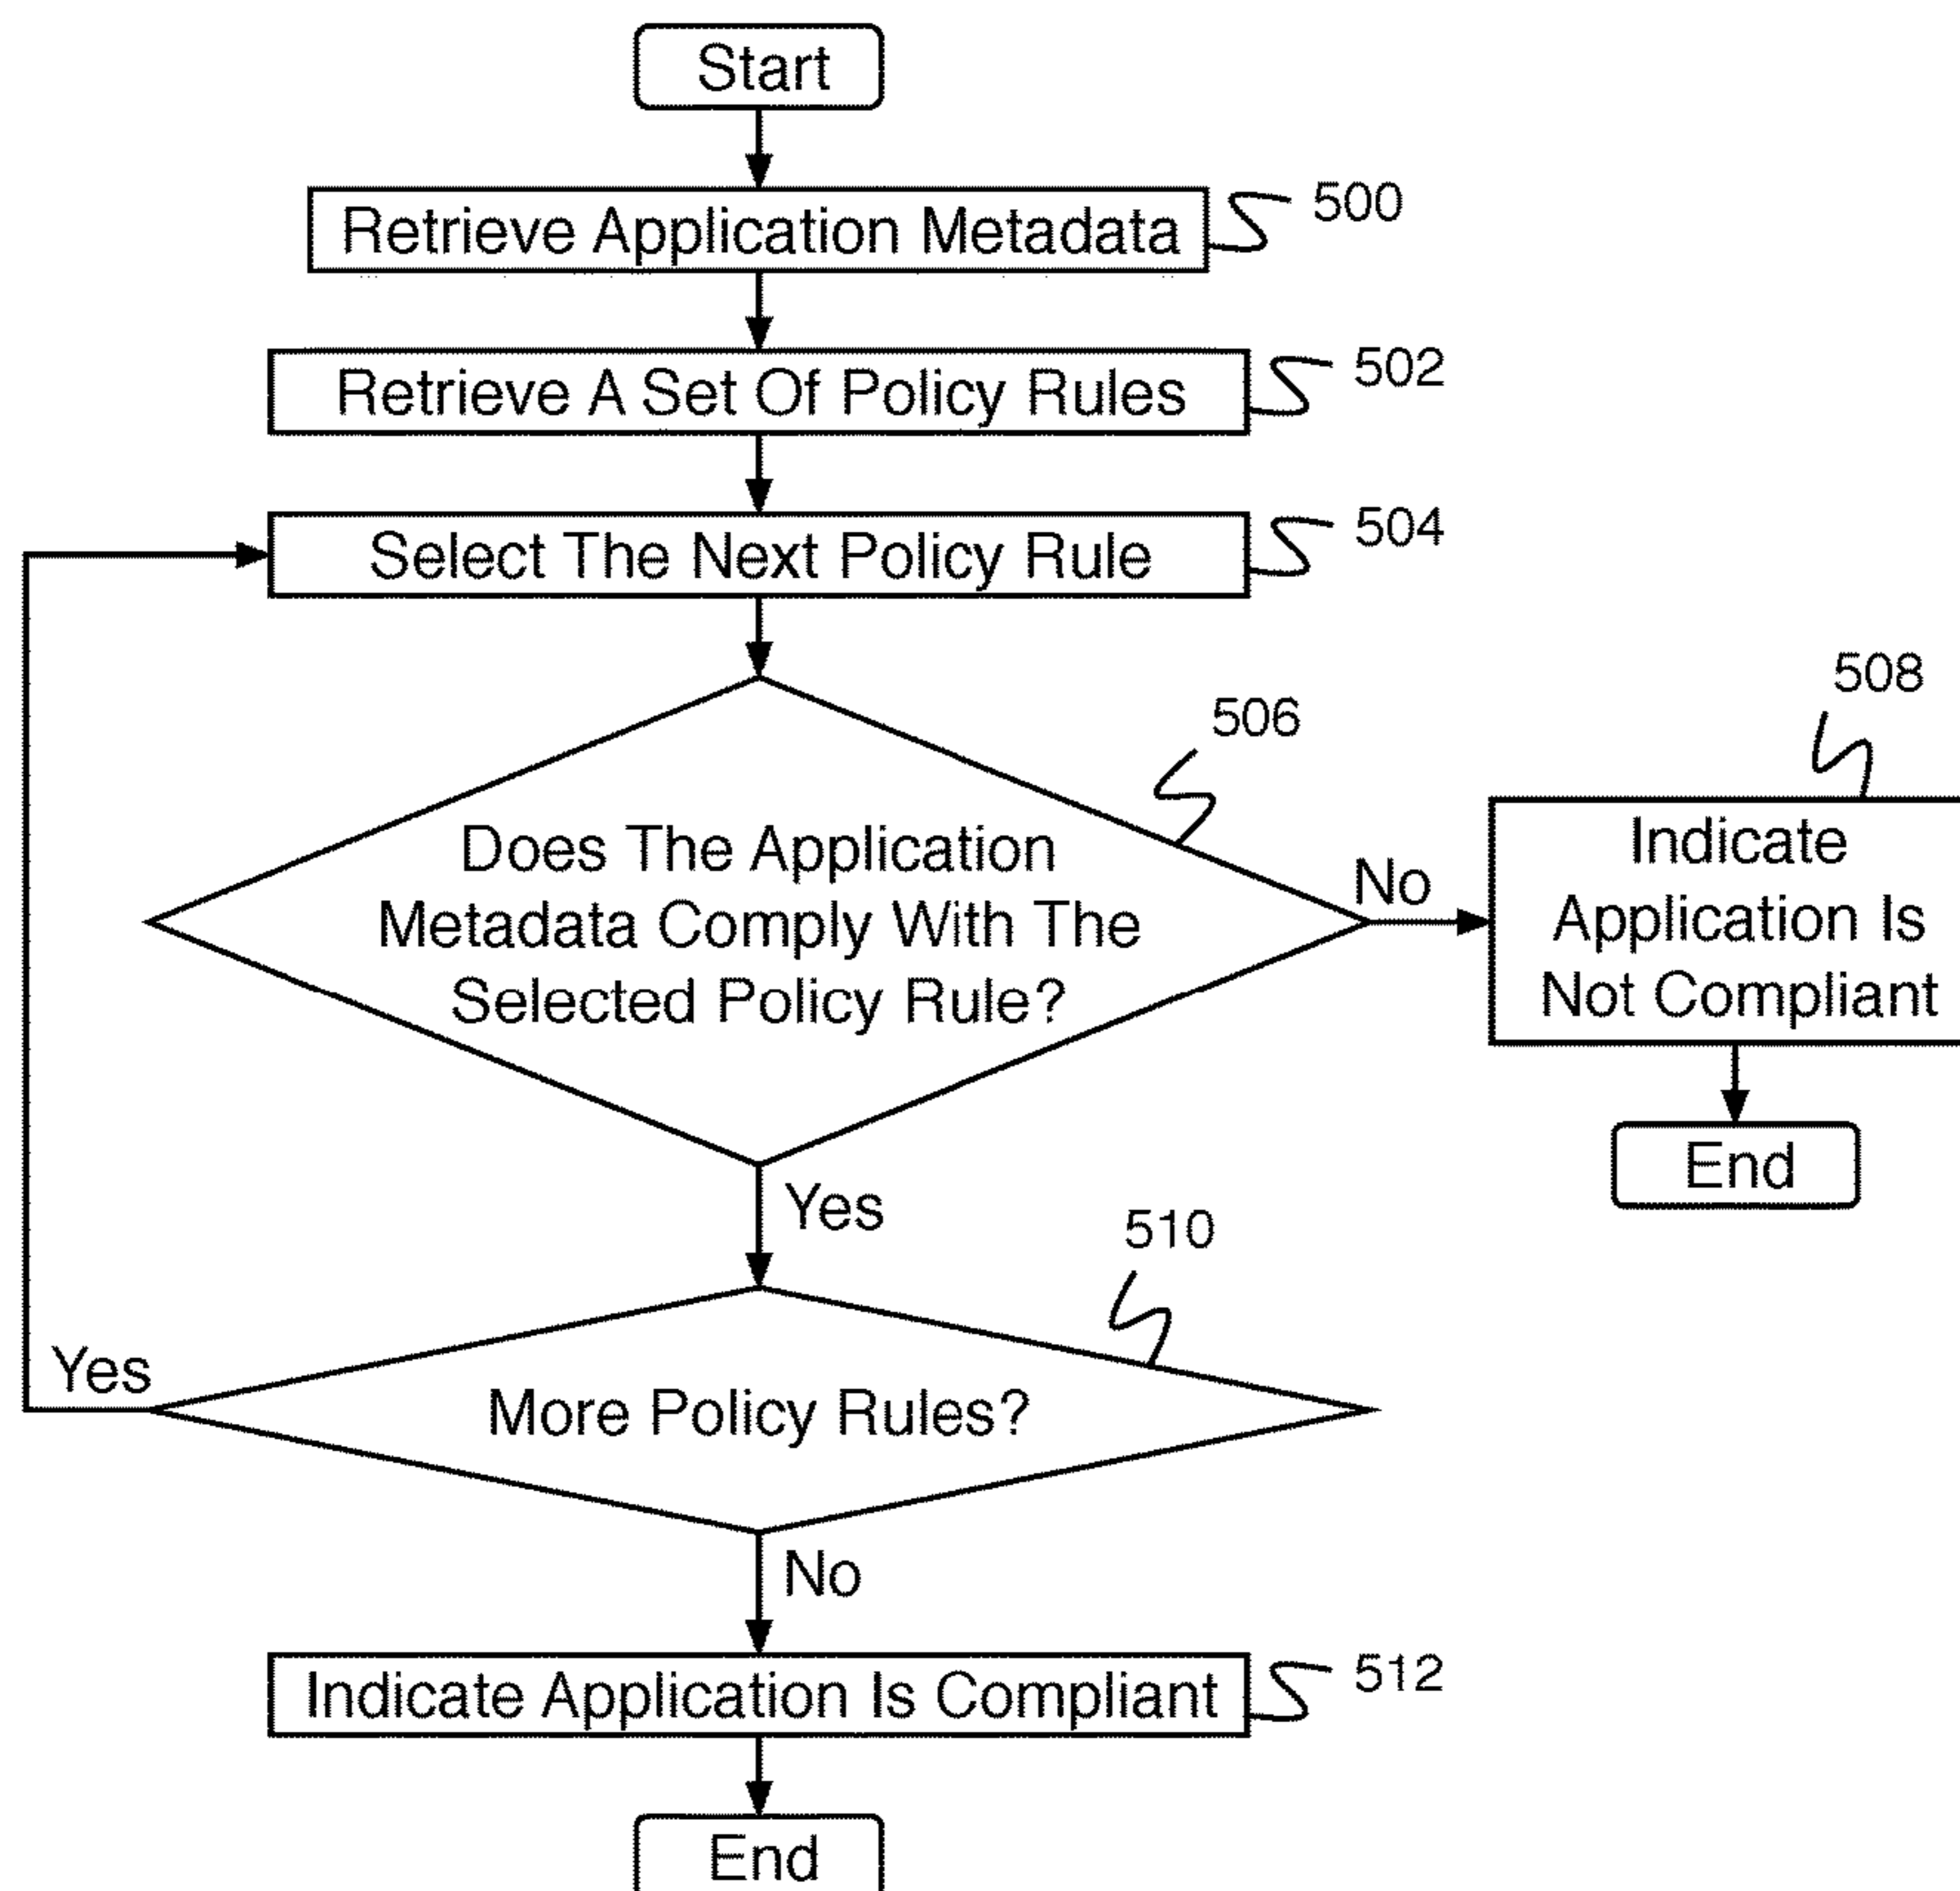 Start
Retrieve Application Metadata
500
Retrieve A Set Of Policy Rules
502
Select The Next Policy Rule
504
506
Does The Application
Metadata Comply With The
Selected Policy Rule?
No
508
Indicate
Application Is
Not Compliant
End
Yes
510
More Policy Rules?
Yes
No
Indicate Application Is Compliant
512
End